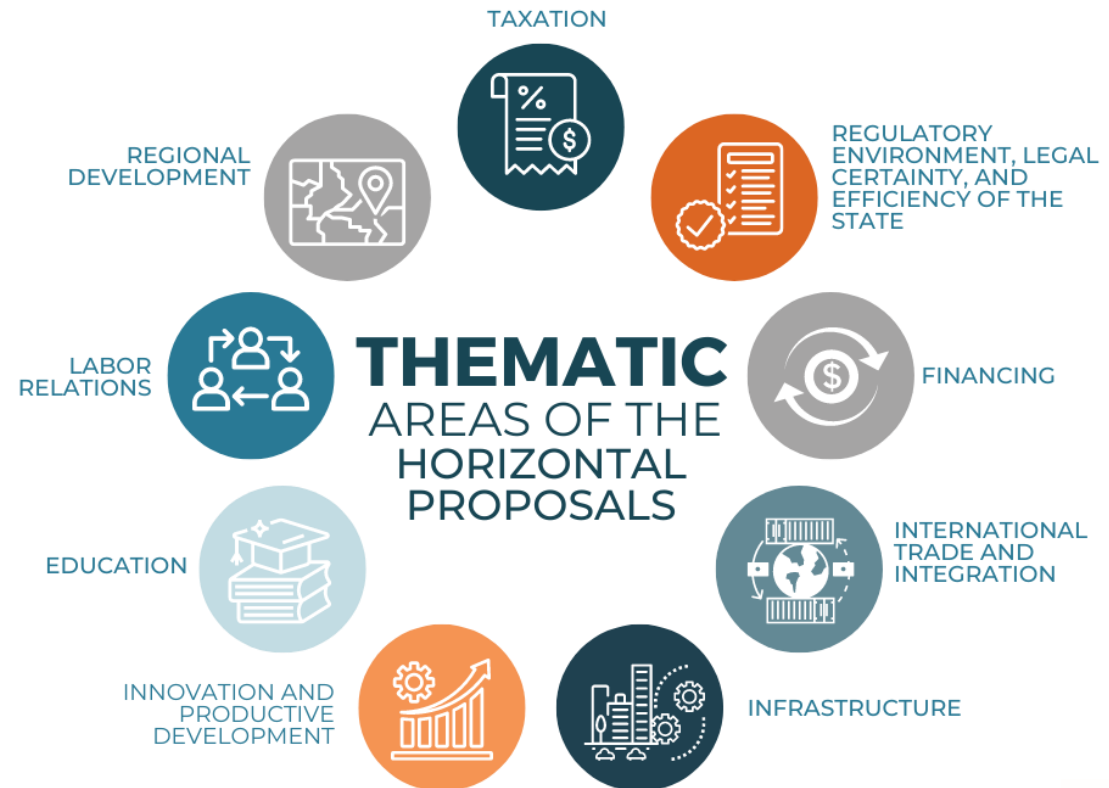 TAXATION
REGULATORY
ENVIRONMENT, LEGAL
CERTAINTY, AND
EFFICIENCY OF THE
STATE
FINANCING
INTERNATIONAL
TRADE AND
INTEGRATION
INFRASTRUCTURE
INNOVATION AND
PRODUCTIVE
DEVELOPMENT
EDUCATION
LABOR
RELATIONS
REGIONAL
DEVELOPMENT
THEMATIC
AREAS OF THE
HORIZONTAL
PROPOSALS
%
$
$